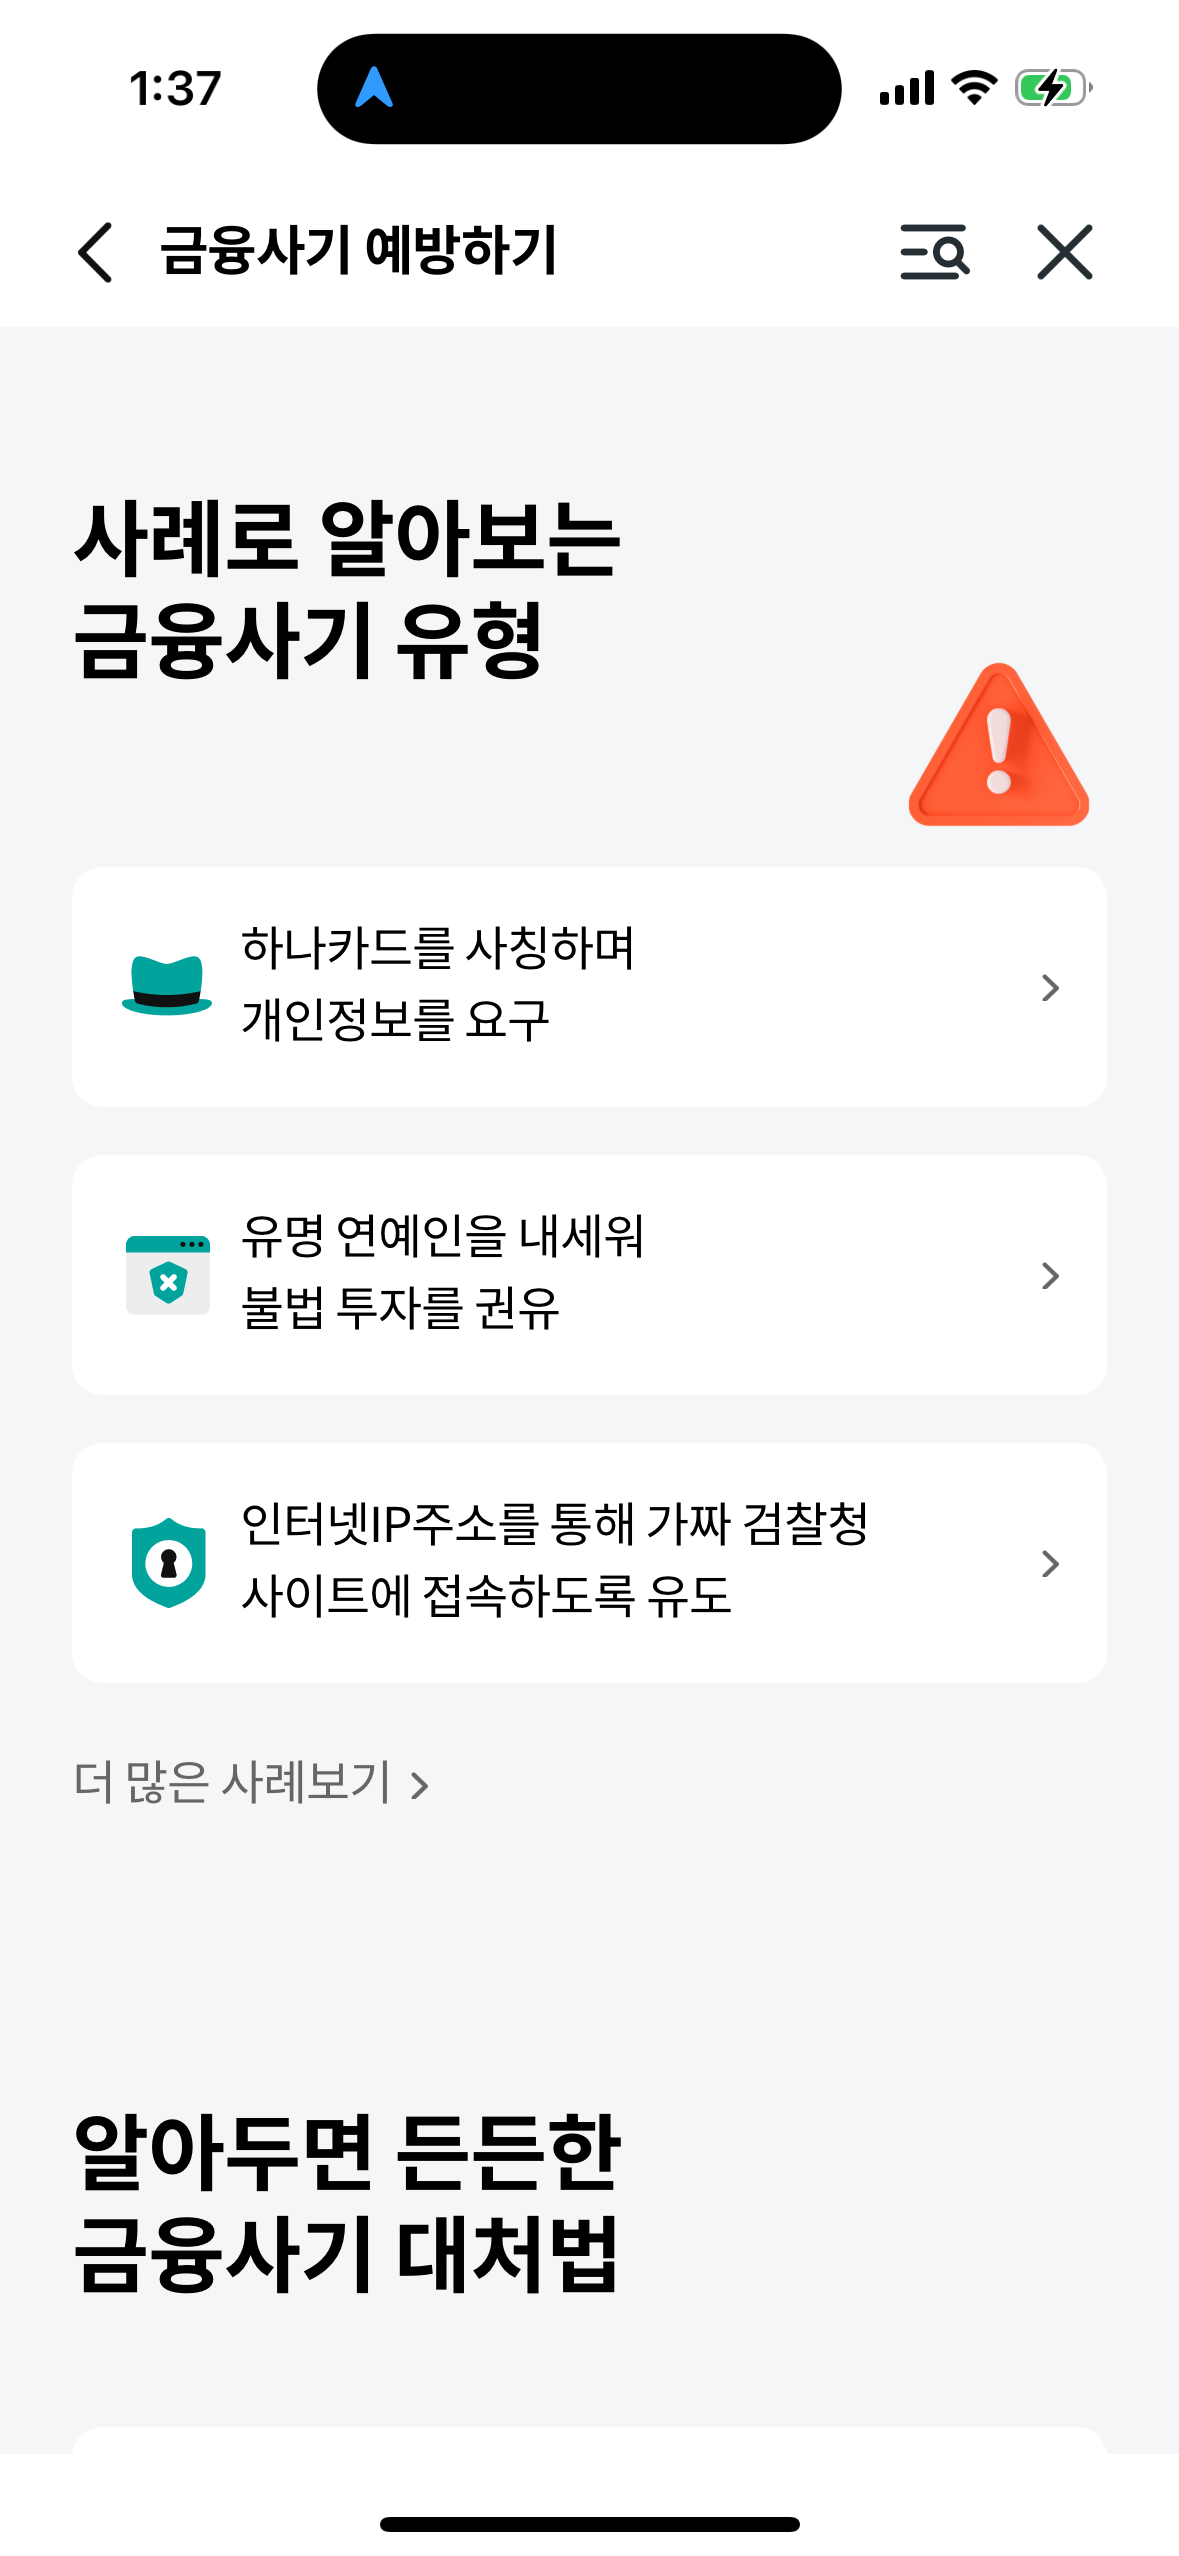 1:37
금융사기 예방하기
사례로 알아보는
금융사기 유형
하나카드를 사칭하며
개인정보를 요구
유명 연예인을 내세워
불법 투자를 권유
인터넷IP주소를 통해 가짜 검찰청
사이트에 접속하도록 유도
더 많은 사례보기
알아두면 든든한
금융사기 대처법